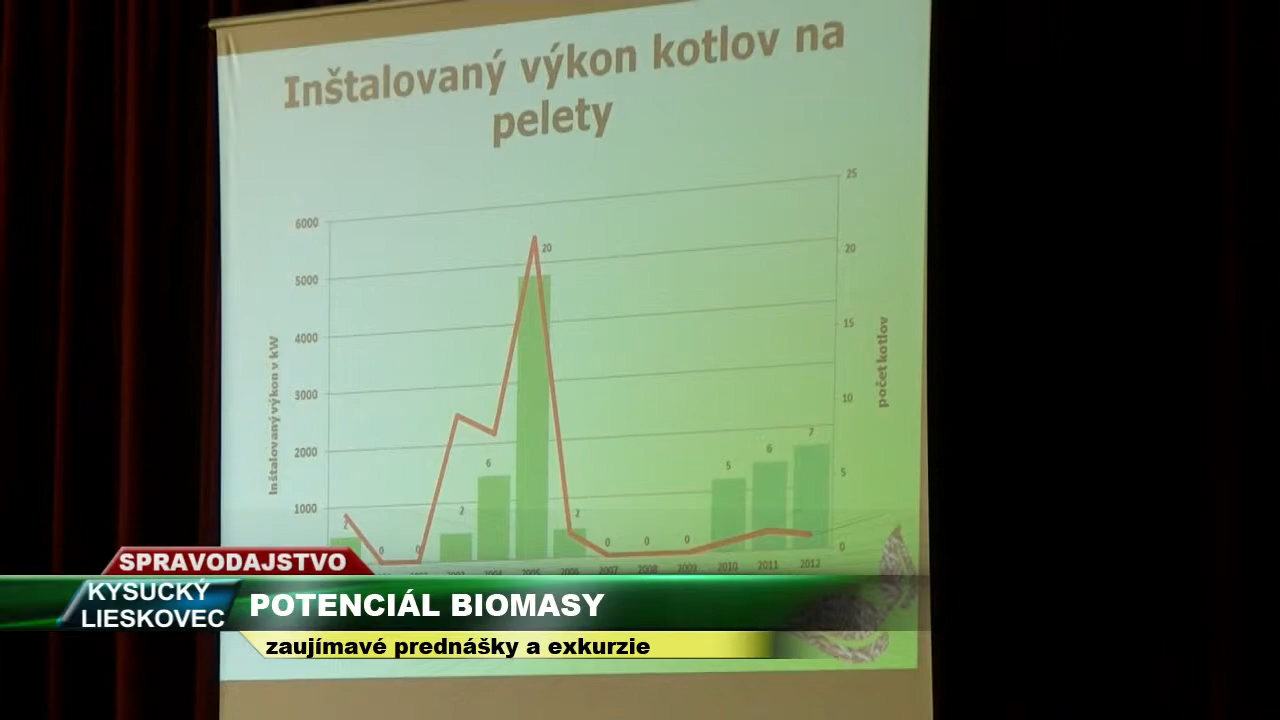 Inštalovaný výkon kotlov na
pelety
Inštalovaný výkon v kW
6000
5000
4000
3000
2000
1000
25
20
15
10
5
0
počet kotlov
2
0
0
2
6
20
2
0
0
0
5
6
7
2003 2004 2005 2006 2007 2008 2009 2010 2011 2012
SPRAVODAJSTVO
KYSUCKÝ
LIESKOVEC
POTENCIÁL BIOMASY
zaujímavé prednášky a exkurzie